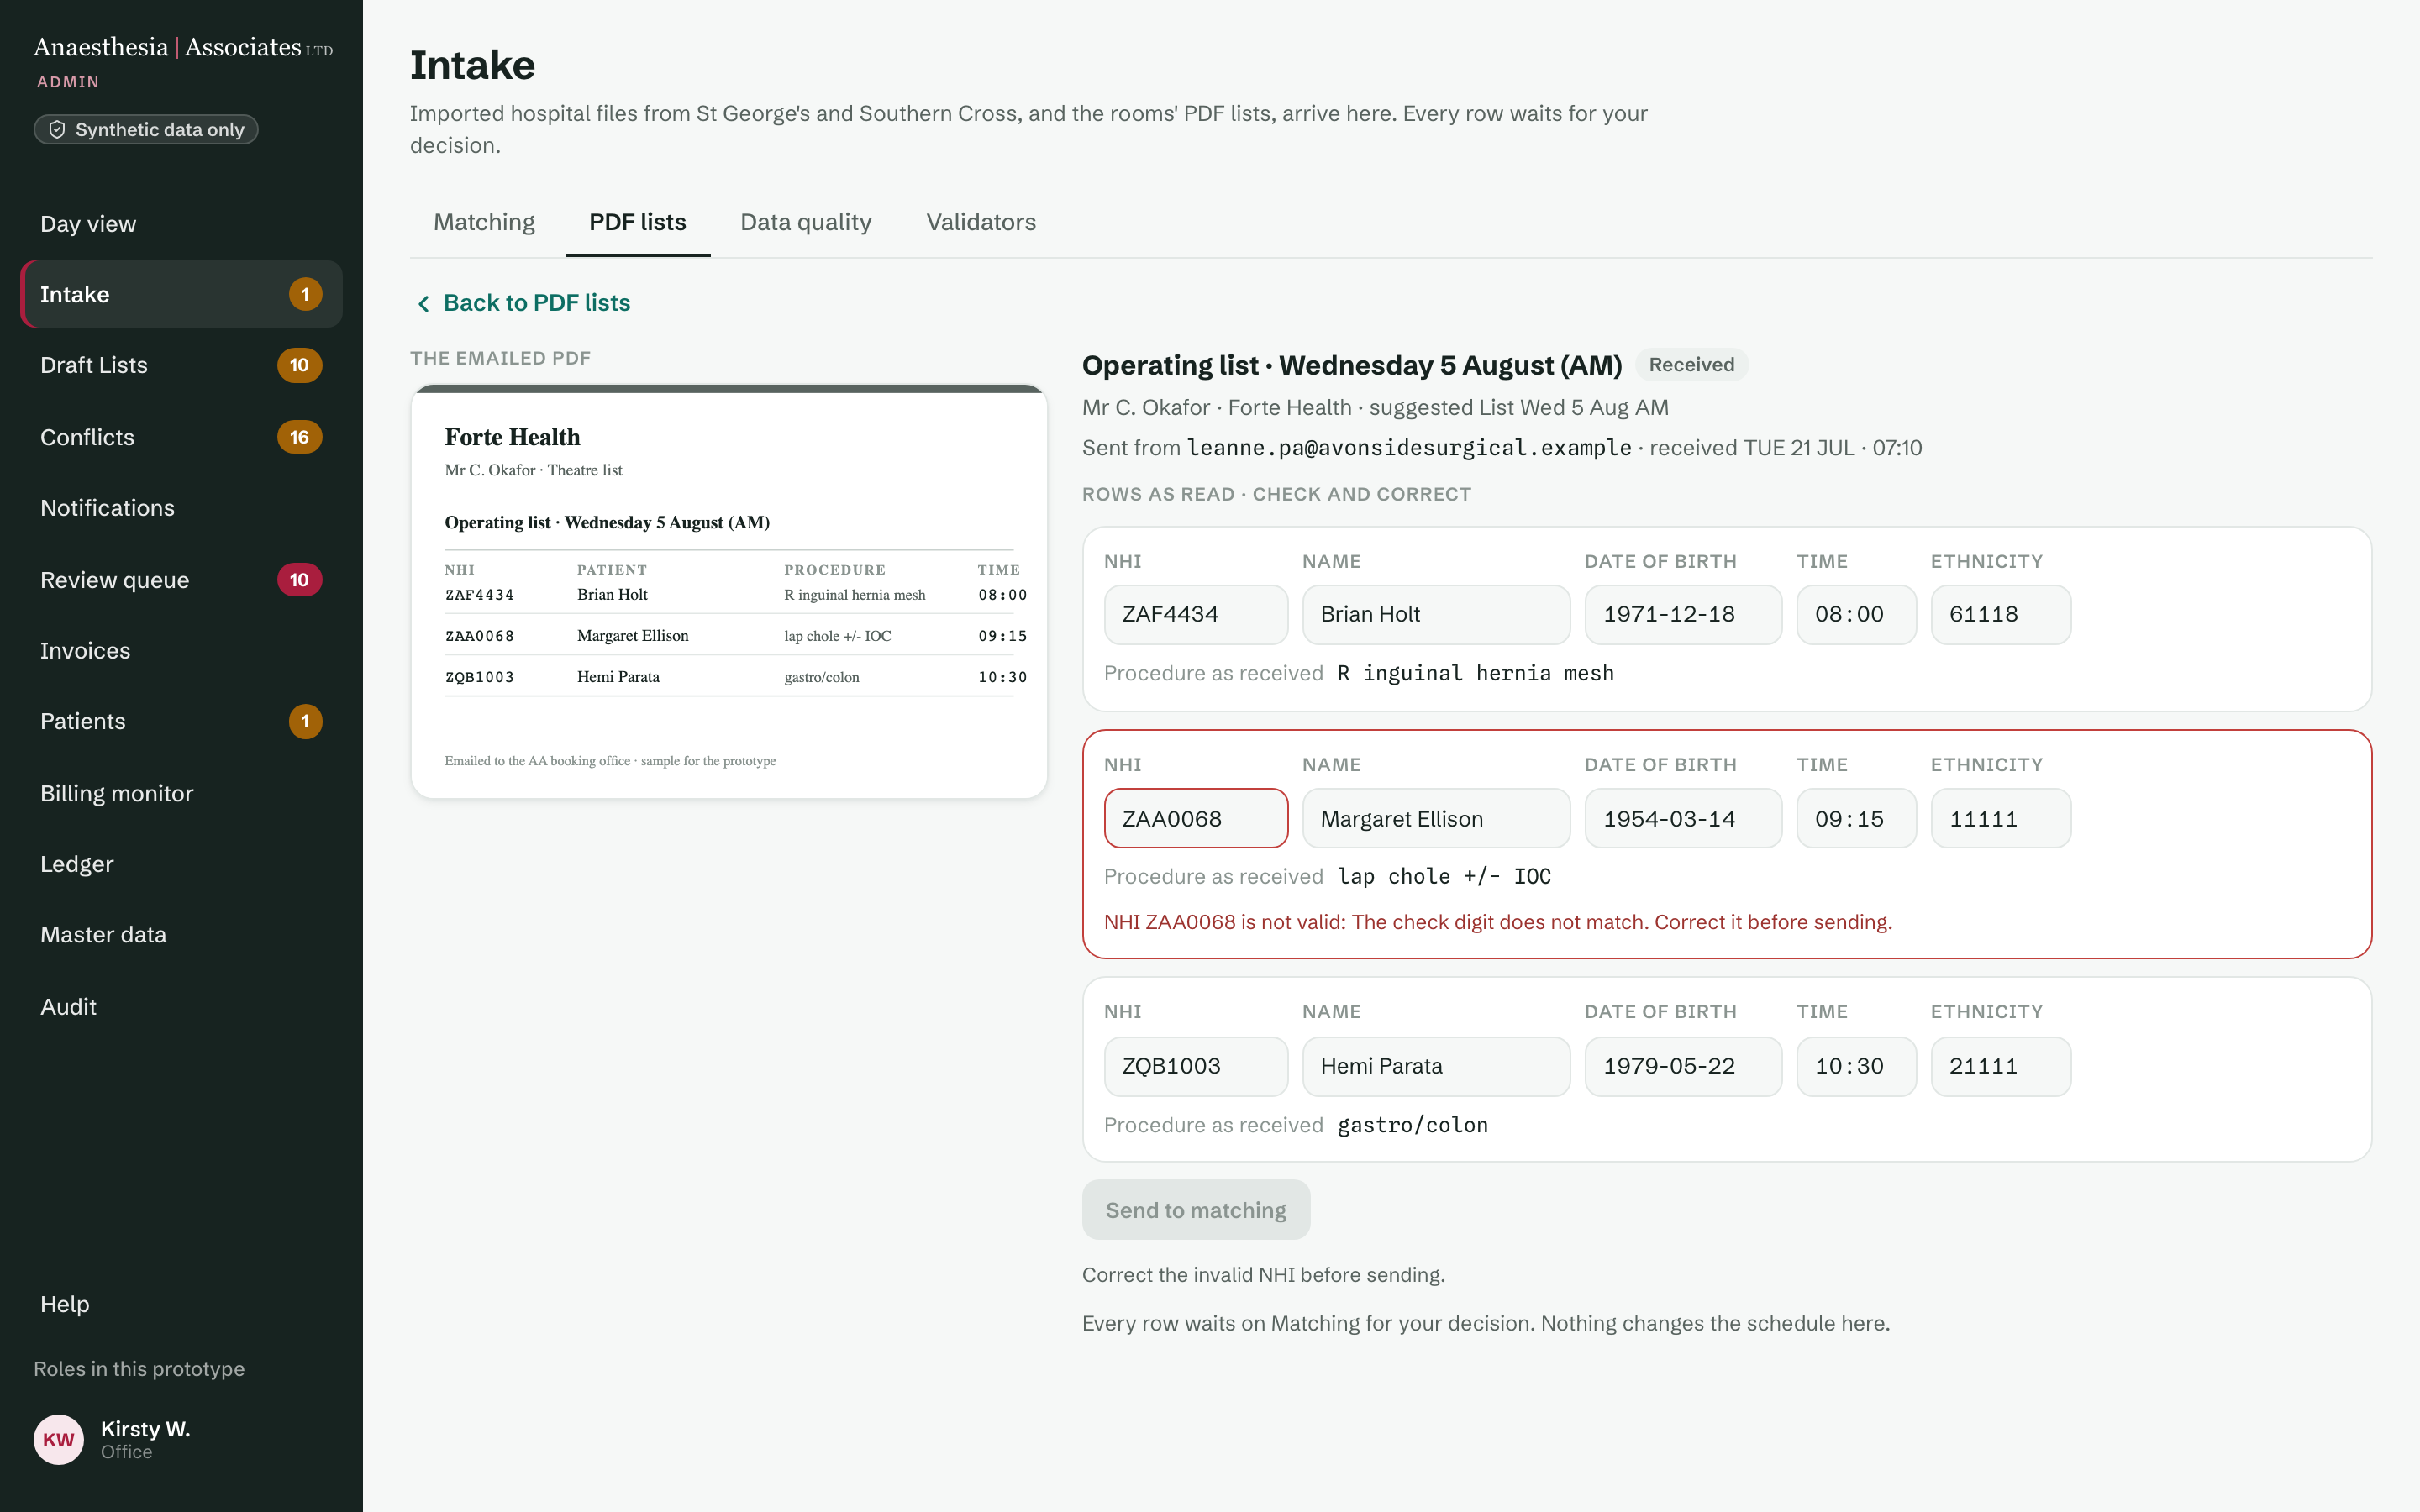 Anaesthesia | Associates LTD
ADMIN
Synthetic data only
Day view
Intake 1
Draft Lists 10
Conflicts 16
Notifications
Review queue 10
Invoices
Patients 1
Billing monitor
Ledger
Master data
Audit
Help
Roles in this prototype
KW
Kirsty W.
Office
Intake
Imported hospital files from St George's and Southern Cross, and the rooms' PDF lists, arrive here. Every row waits for your
decision.
Matching PDF lists Data quality Validators
Back to PDF lists
THE EMAILED PDF
Forte Health
Mr C. Okafor · Theatre list
Operating list · Wednesday 5 August (AM)
NHI PATIENT PROCEDURE TIME
ZAF4434 Brian Holt R inguinal hernia mesh 08:00
ZAA0068 Margaret Ellison lap chole +/- IOC 09:15
ZQB1003 Hemi Parata gastro/colon 10:30
Emailed to the AA booking office · sample for the prototype
Operating list · Wednesday 5 August (AM) Received
Mr C. Okafor · Forte Health · suggested List Wed 5 Aug AM
Sent from leanne.pa@avonsidesurgical.example · received TUE 21 JUL · 07:10
ROWS AS READ · CHECK AND CORRECT
NHI NAME DATE OF BIRTH TIME ETHNICITY
ZAF4434 Brian Holt 1971-12-18 08:00 61118
Procedure as received R inguinal hernia mesh
NHI NAME DATE OF BIRTH TIME ETHNICITY
ZAA0068 Margaret Ellison 1954-03-14 09:15 11111
Procedure as received lap chole +/- IOC
NHI ZAA0068 is not valid: The check digit does not match. Correct it before sending.
NHI NAME DATE OF BIRTH TIME ETHNICITY
ZQB1003 Hemi Parata 1979-05-22 10:30 21111
Procedure as received gastro/colon
Send to matching
Correct the invalid NHI before sending.
Every row waits on Matching for your decision. Nothing changes the schedule here.